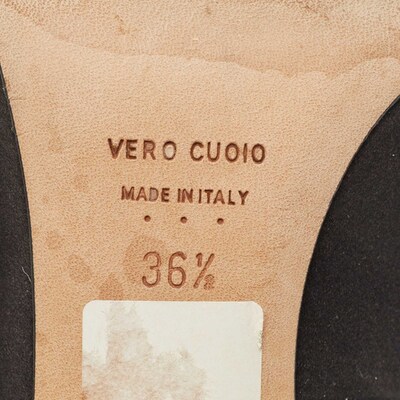 VERO CUOIO
MADE IN ITALY
36½